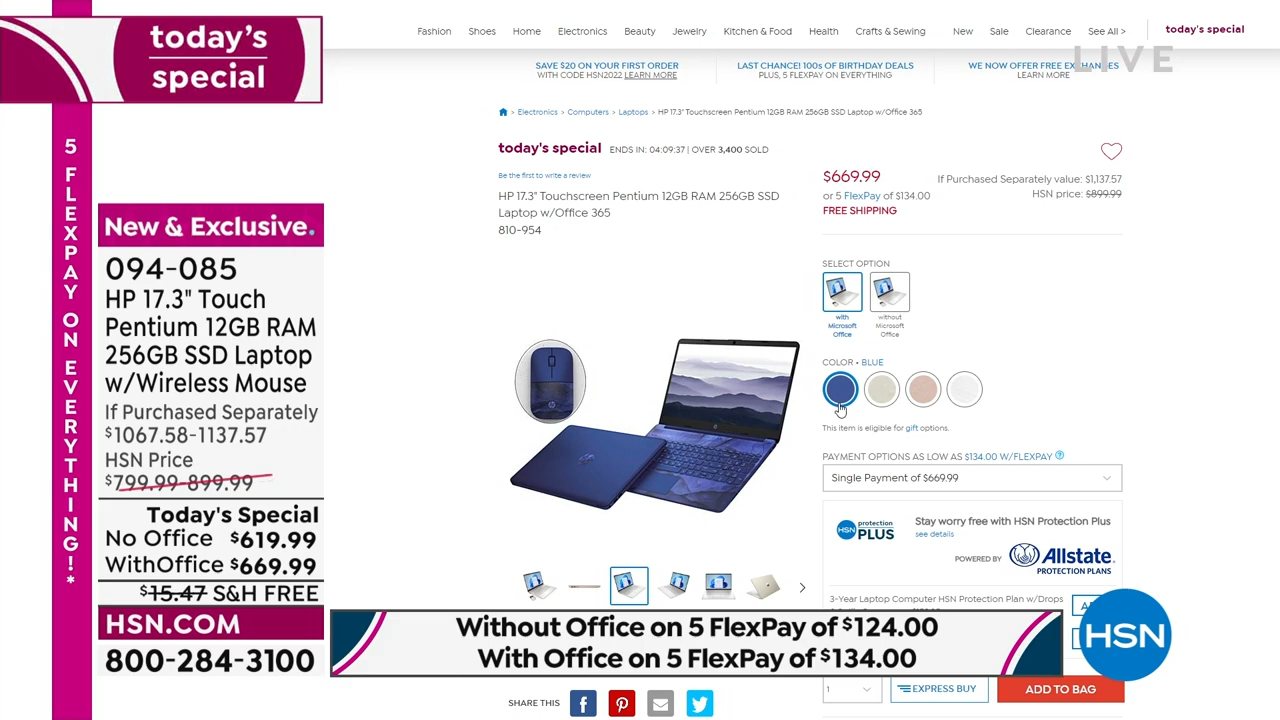 today's
special
5 FLEXPAY ON EVERYTHING!*
New & Exclusive.
094-085
HP 17.3" Touch
Pentium 12GB RAM
256GB SSD Laptop
w/Wireless Mouse
If Purchased Separately
$1067.58-1137.57
HSN Price
$799.99-899.99
Today's Special
No Office $619.99
WithOffice $669.99
$15.47 S&H FREE
HSN.COM
800-284-3100
Fashion Shoes Home Electronics Beauty Jewelry Kitchen & Food Health Crafts & Sewing New Sale Clearance See All > today's special
LIVE
SAVE $20 ON YOUR FIRST ORDER
WITH CODE HSN2022 LEARN MORE
LAST CHANCE! 100s OF BIRTHDAY DEALS
PLUS, 5 FLEXPAY ON EVERYTHING
WE NOW OFFER FREE EXCHANGES
LEARN MORE
> Electronics > Computers > Laptops > HP 17.3" Touchscreen Pentium 12GB RAM 256GB SSD Laptop w/Office 365
today's special ENDS IN: 04:09:37 | OVER 3,400 SOLD
Be the first to write a review
HP 17.3" Touchscreen Pentium 12GB RAM 256GB SSD
Laptop w/Office 365
810-954
$669.99
or 5 FlexPay of $134.00
FREE SHIPPING
If Purchased Separately value: $1,137.57
HSN price: $899.99
SELECT OPTION
with
Microsoft
Office
without
Microsoft
Office
COLOR • BLUE
This item is eligible for gift options.
PAYMENT OPTIONS AS LOW AS $134.00 W/FLEXPAY ?
Single Payment of $669.99
HSN protection
PLUS
Stay worry free with HSN Protection Plus
see details
POWERED BY Allstate.
PROTECTION PLANS
3-Year Laptop Computer HSN Protection Plan w/Drops
Without Office on 5 FlexPay of $124.00
With Office on 5 FlexPay of $134.00
HSN
1
EXPRESS BUY
ADD TO BAG
SHARE THIS